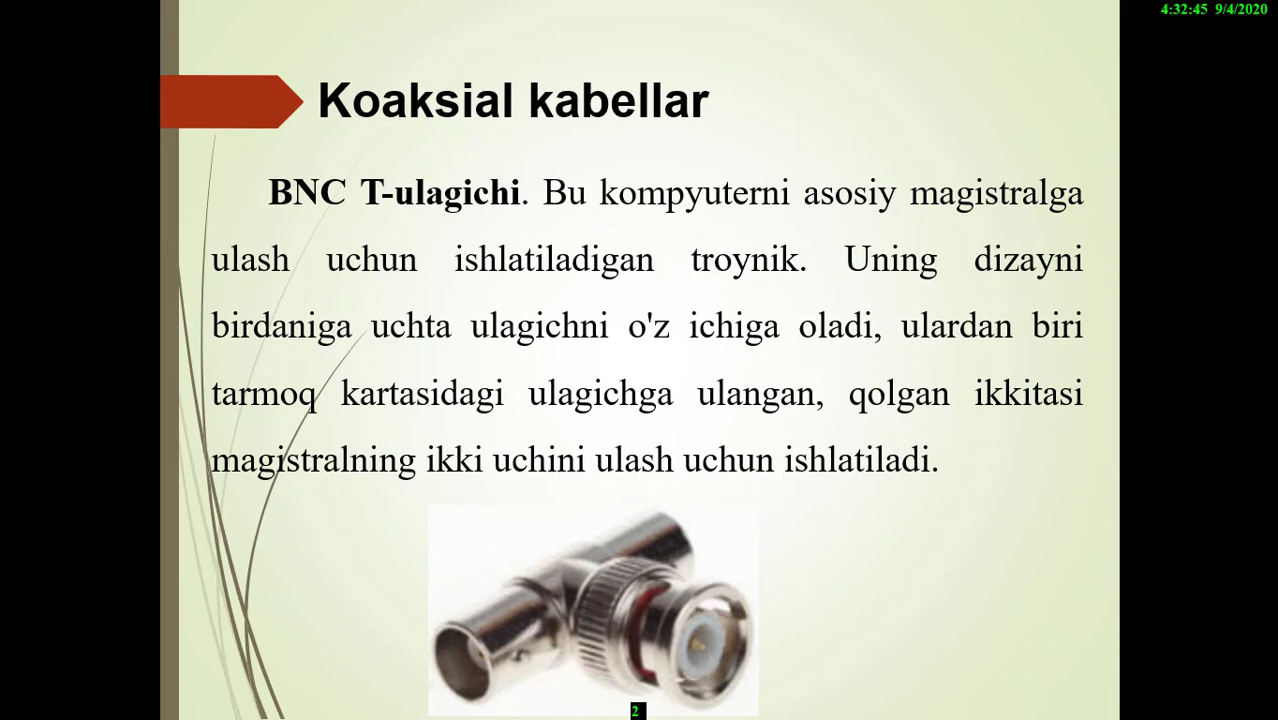 4:32:45 9/4/2020
Koaksial kabellar
BNC T-ulagichi. Bu kompyuterni asosiy magistralga
ulash uchun ishlatiladigan troynik. Uning dizayni
birdaniga uchta ulagichni o'z ichiga oladi, ulardan biri
tarmoq kartasidagi ulagichga ulangan, qolgan ikkitasi
magistralning ikki uchini ulash uchun ishlatiladi.
2